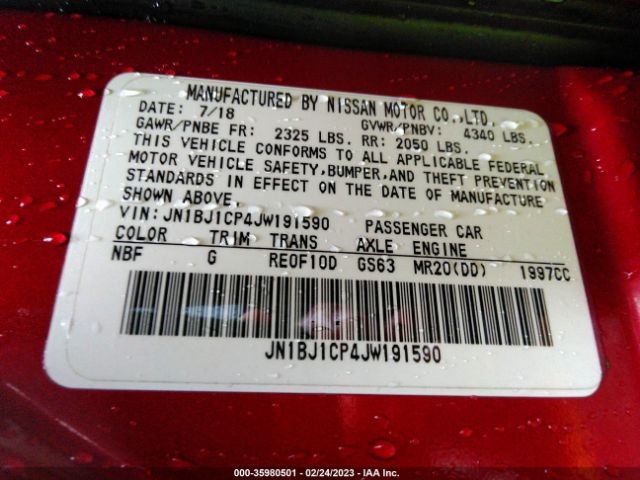 MANUFACTURED BY NISSAN MOTOR CO.,LTD.
DATE: 7/18 GVWR/PNBV: 4340 LBS.
GAWR/PNBE FR: 2325 LBS. RR: 2050 LBS.
THIS VEHICLE CONFORMS TO ALL APPLICABLE FEDERAL
MOTOR VEHICLE SAFETY,BUMPER,AND THEFT PREVENTION
STANDARDS IN EFFECT ON THE DATE OF MANUFACTURE
SHOWN ABOVE.
VIN: JN1BJ1CP4JW191590 PASSENGER CAR
COLOR TRIM TRANS AXLE ENGINE
NBF G RE0F10D GS63 MR20(DD) 1997CC
JN1BJ1CP4JW191590
000-35980501 - 02/24/2023 - IAA Inc.